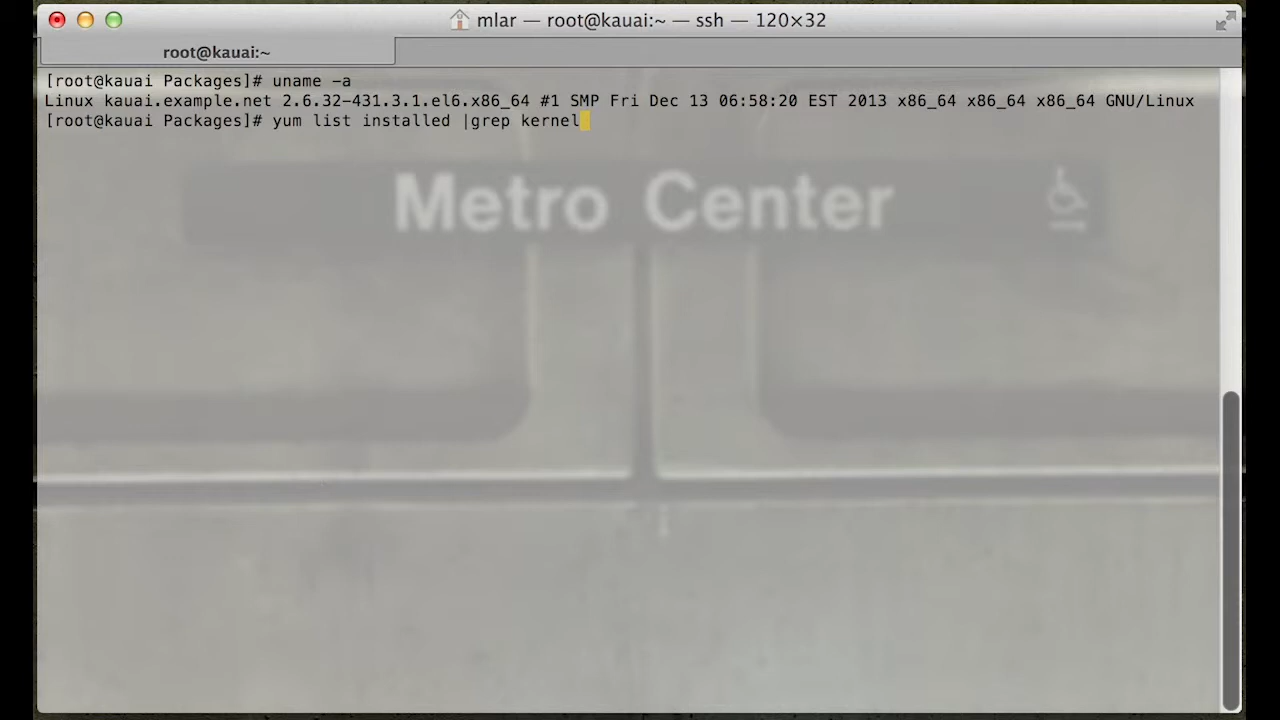 mlar — root@kauai:~ — ssh — 120×32
root@kauai:~
[root@kauai Packages]# uname -a
Linux kauai.example.net 2.6.32-431.3.1.el6.x86_64 #1 SMP Fri Dec 13 06:58:20 EST 2013 x86_64 x86_64 x86_64 GNU/Linux
[root@kauai Packages]# yum list installed |grep kernel
Metro Center